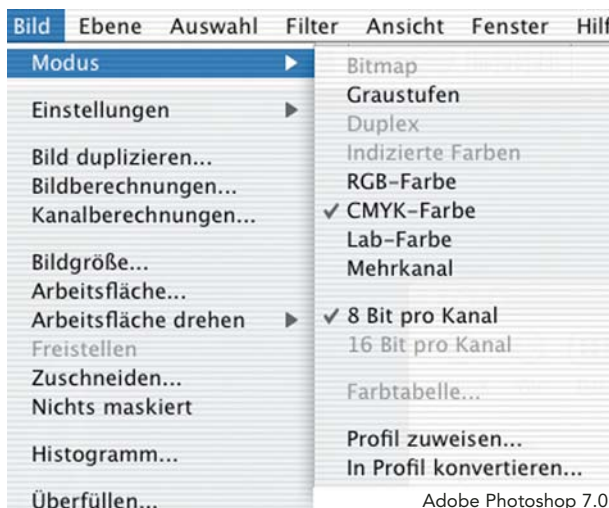 Bild Ebene Auswahl Filter Ansicht Fenster Hilf
Modus
Einstellungen
Bild duplizieren...
Bildberechnungen...
Kanalberechnungen...
Bildgröße...
Arbeitsfläche...
Arbeitsfläche drehen
Freistellen
Zuschneiden...
Nichts maskiert
Histogramm...
Überfüllen...
Bitmap
Graustufen
Duplex
Indizierte Farben
RGB-Farbe
✓ CMYK-Farbe
Lab-Farbe
Mehrkanal
✓ 8 Bit pro Kanal
16 Bit pro Kanal
Farbtabelle...
Profil zuweisen...
In Profil konvertieren...
Adobe Photoshop 7.0